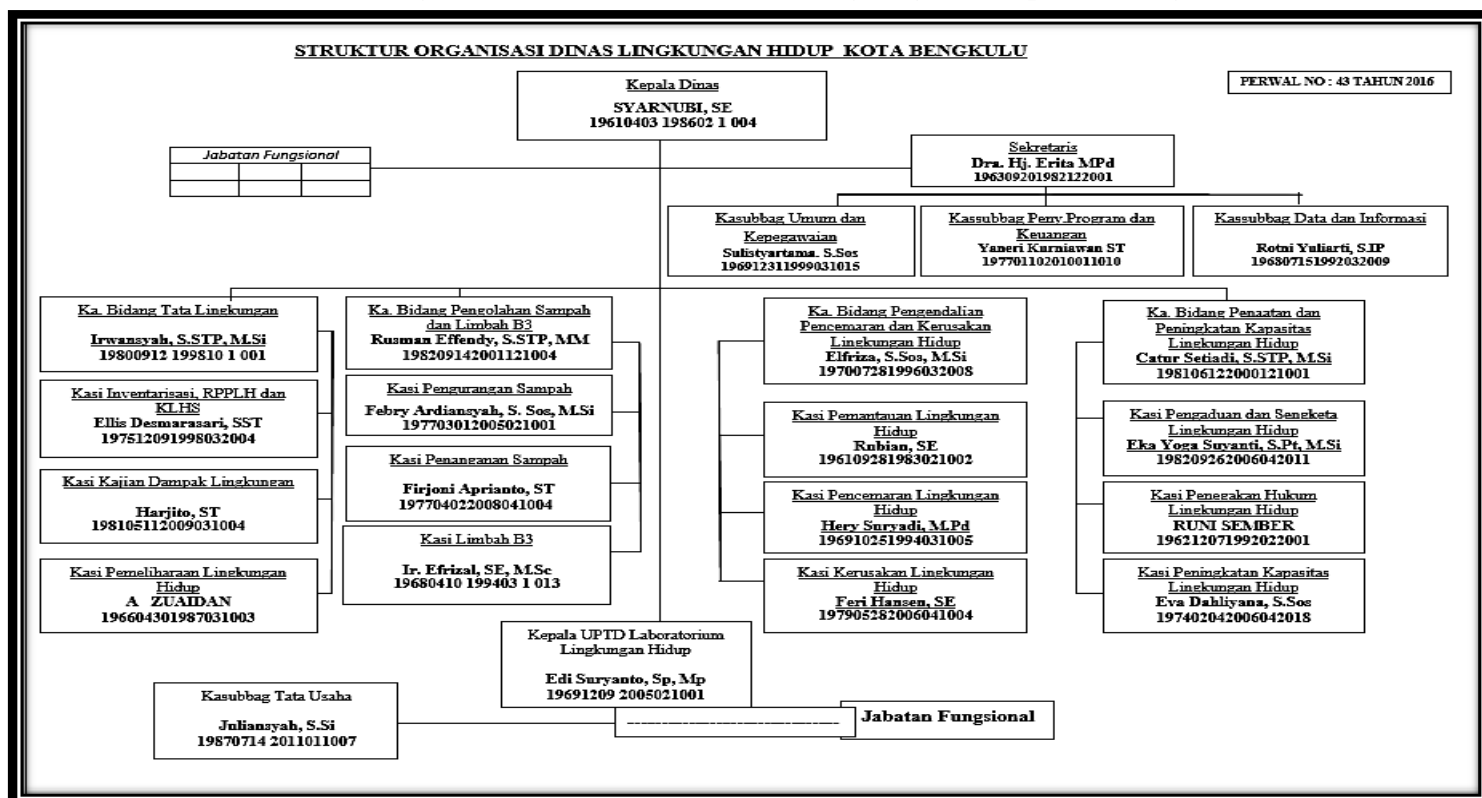 STRUKTUR ORGANISASI DINAS LINGKUNGAN HIDUP KOTA BENGKULU
PERWAL NO : 43 TAHUN 2016
Kepala Dinas
SYARNUBI, SE
19610403 198602 1 004
Jabatan Fungsional
Sekretaris
Dra. Hj. Erita MPd
196309201982122001
Kasubbag Umum dan
Kepegawaian
Sulistyartama. S.Sos
196912311999031015
Kassubbag Peny.Program dan
Keuangan
Yaneri Kurniawan ST
197701102010011010
Kassubbag Data dan Informasi
Rotni Yuliarti, S.IP
196807151992032009
Ka. Bidang Tata Lingkungan
Irwansyah, S.STP, M.Si
19800912 199810 1 001
Kasi Inventarisasi, RPPLH dan
KLHS
Ellis Desmarasari, SST
197512091998032004
Kasi Kajian Dampak Lingkungan
Harjito, ST
198105112009031004
Kasi Pemeliharaan Lingkungan
Hidup
A ZUAIDAN
196604301987031003
Ka. Bidang Pengolahan Sampah
dan Limbah B3
Rusman Effendy, S.STP, MM
198209142001121004
Kasi Pengurangan Sampah
Febry Ardiansyah, S. Sos, M.Si
197703012005021001
Kasi Penanganan Sampah
Firjoni Aprianto, ST
197704022008041004
Kasi Limbah B3
Ir. Efrizal, SE, M.Sc
19680410 199403 1 013
Ka. Bidang Pengendalian
Pencemaran dan Kerusakan
Lingkungan Hidup
Elfriza, S.Sos, M.Si
197007281996032008
Kasi Pemantauan Lingkungan
Hidup
Rubian, SE
196109281983021002
Kasi Pencemaran Lingkungan
Hidup
Hery Suryadi, M.Pd
196910251994031005
Kasi Kerusakan Lingkungan
Hidup
Feri Hansen, SE
197905282006041004
Ka. Bidang Penaatan dan
Peningkatan Kapasitas
Lingkungan Hidup
Catur Setiadi, S.STP, M.Si
198106122000121001
Kasi Pengaduan dan Sengketa
Lingkungan Hidup
Eka Yoga Suyanti, S.Pt, M.Si
198209262006042011
Kasi Penegakan Hukum
Lingkungan Hidup
RUNI SEMBER
196212071992022001
Kasi Peningkatan Kapasitas
Lingkungan Hidup
Eva Dahliyana, S.Sos
197402042006042018
Kepala UPTD Laboratorium
Lingkungan Hidup
Edi Suryanto, Sp, Mp
19691209 2005021001
Kasubbag Tata Usaha
Juliansyah, S.Si
19870714 2011011007
Jabatan Fungsional